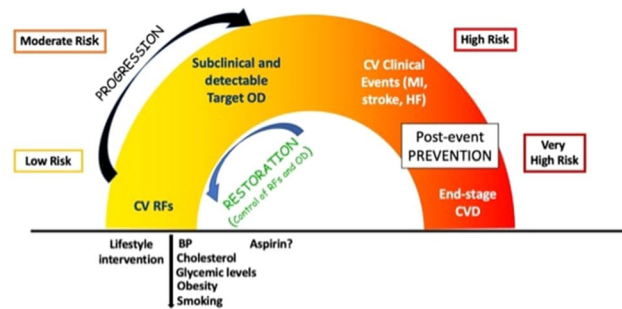 Moderate Risk
PROGRESSION
High Risk
Subclinical and
detectable
Target OD
CV Clinical
Events (MI,
stroke, HF)
Low Risk
RESTORATION
(Control of RFs and OD)
Post-event
PREVENTION
Very
High Risk
CV RFs
End-stage
CVD
Lifestyle
intervention
BP
Cholesterol
Glycemic levels
Obesity
Smoking
Aspirin?